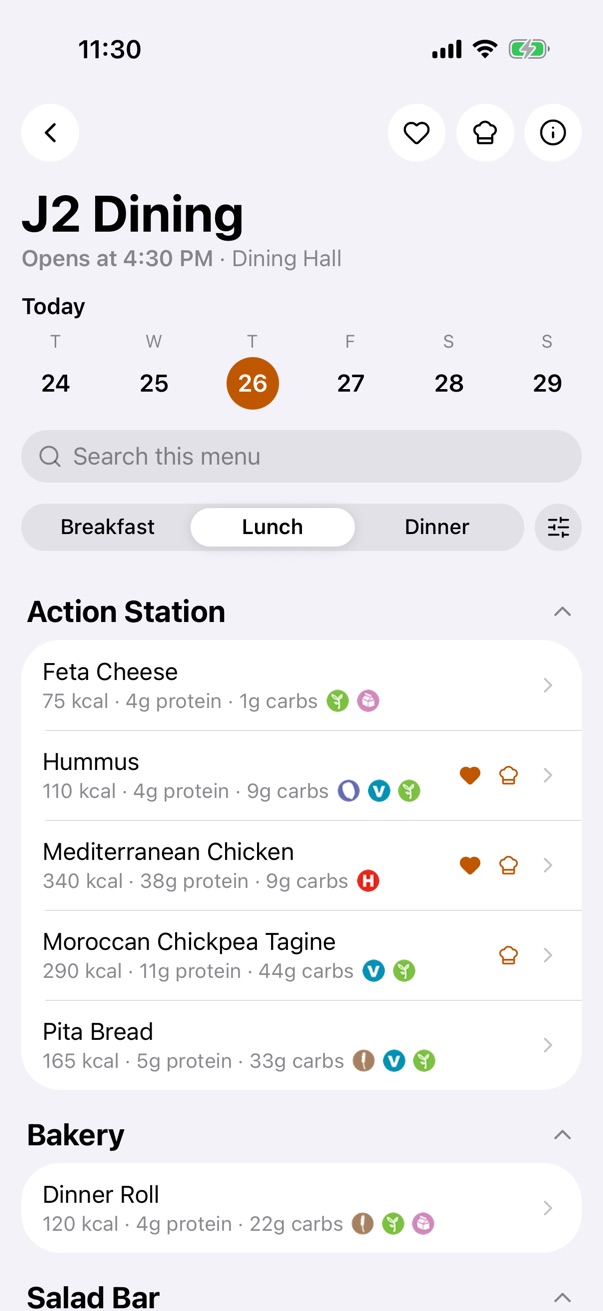 11:30
J2 Dining
Opens at 4:30 PM · Dining Hall
Today
T W T F S S
24 25 26 27 28 29
Search this menu
Breakfast Lunch Dinner
Action Station
Feta Cheese
75 kcal · 4g protein · 1g carbs
Hummus
110 kcal · 4g protein · 9g carbs V
Mediterranean Chicken
340 kcal · 38g protein · 9g carbs H
Moroccan Chickpea Tagine
290 kcal · 11g protein · 44g carbs V
Pita Bread
165 kcal · 5g protein · 33g carbs V
Bakery
Dinner Roll
120 kcal · 4g protein · 22g carbs
Salad Bar